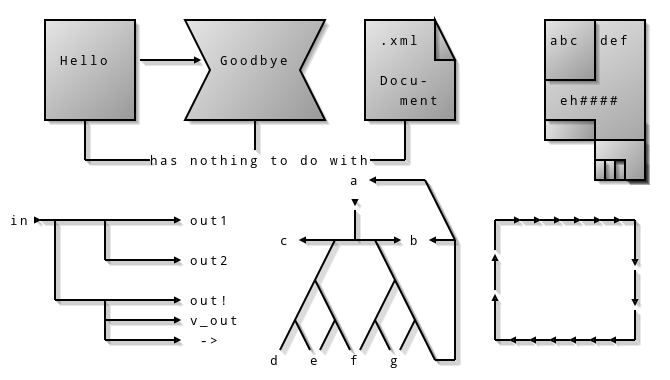 Hello
Goodbye
.xml
Docu-
ment
abc
def
eh####
has nothing to do with
in
out1
out2
out!
v_out
->
a
c
b
d e f g